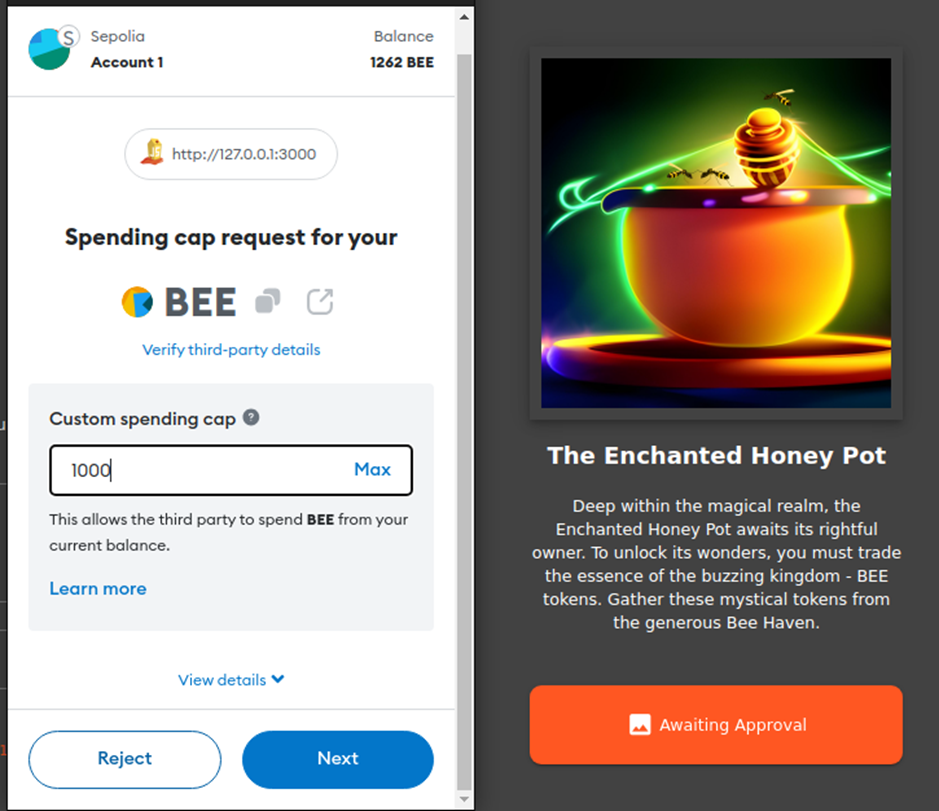 Sepolia
Account 1
Balance
1262 BEE
http://127.0.0.1:3000
Spending cap request for your
BEE
Verify third-party details
Custom spending cap ?
1000
Max
This allows the third party to spend BEE from your
current balance.
Learn more
View details
Reject
Next
The Enchanted Honey Pot
Deep within the magical realm, the
Enchanted Honey Pot awaits its rightful
owner. To unlock its wonders, you must trade
the essence of the buzzing kingdom - BEE
tokens. Gather these mystical tokens from
the generous Bee Haven.
Awaiting Approval